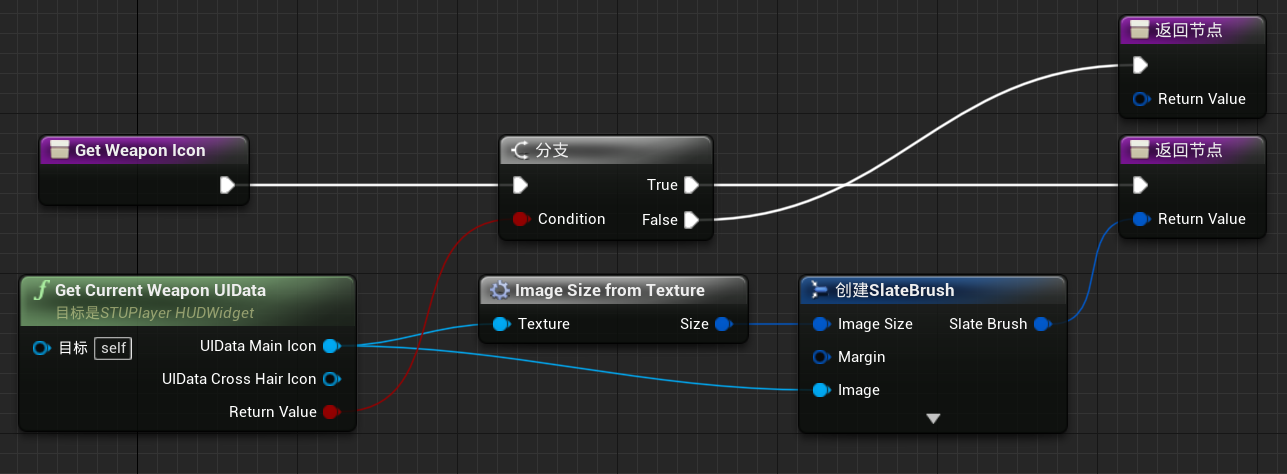 返回节点
Return Value
Get Weapon Icon
分支
True
Condition
False
返回节点
Return Value
Get Current Weapon UIData
目标是STUPlayer HUDWidget
目标 self
UIData Main Icon
UIData Cross Hair Icon
Return Value
Image Size from Texture
Texture
Size
创建SlateBrush
Image Size
Slate Brush
Margin
Image